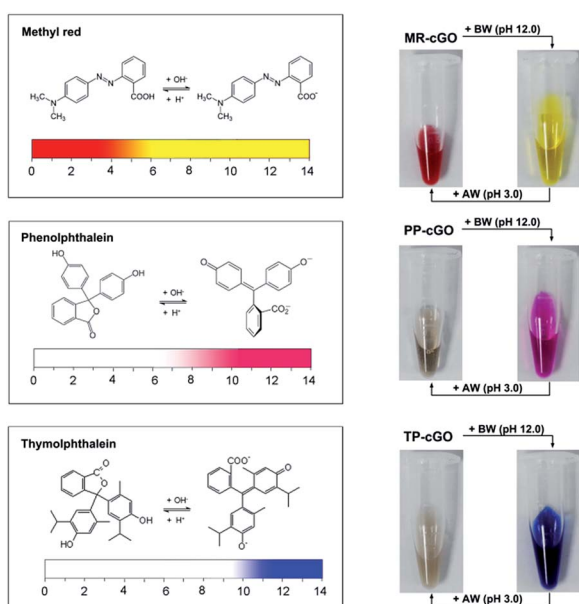 Methyl red
N
N
COOH
H₃C
N
CH₃
+ OH-
+ H⁺
N
N
COO-
H₃C
N
CH₃
0 2 4 6 8 10 12 14
MR-cGO
+ BW (pH 12.0)
+ AW (pH 3.0)
Phenolphthalein
HO
OH
O
O
+ OH-
+ H⁺
O
O-
CO₂-
0 2 4 6 8 10 12 14
PP-cGO
+ BW (pH 12.0)
+ AW (pH 3.0)
Thymolphthalein
C
O
O
HO
OH
+ OH-
+ H⁺
COO-
O
O-
0 2 4 6 8 10 12 14
TP-cGO
+ BW (pH 12.0)
+ AW (pH 3.0)